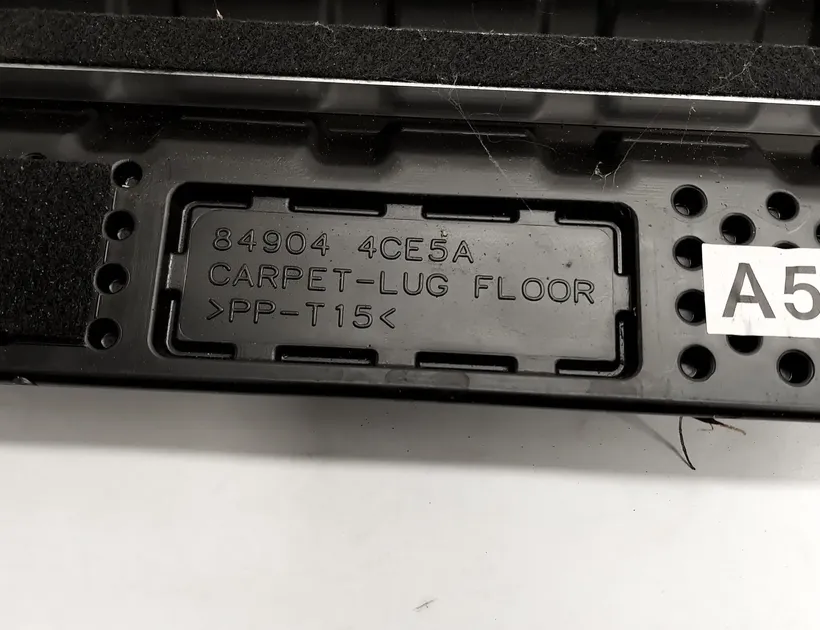 84904 4CE5A
CARPET-LUG FLOOR
>PP-T15<
A5